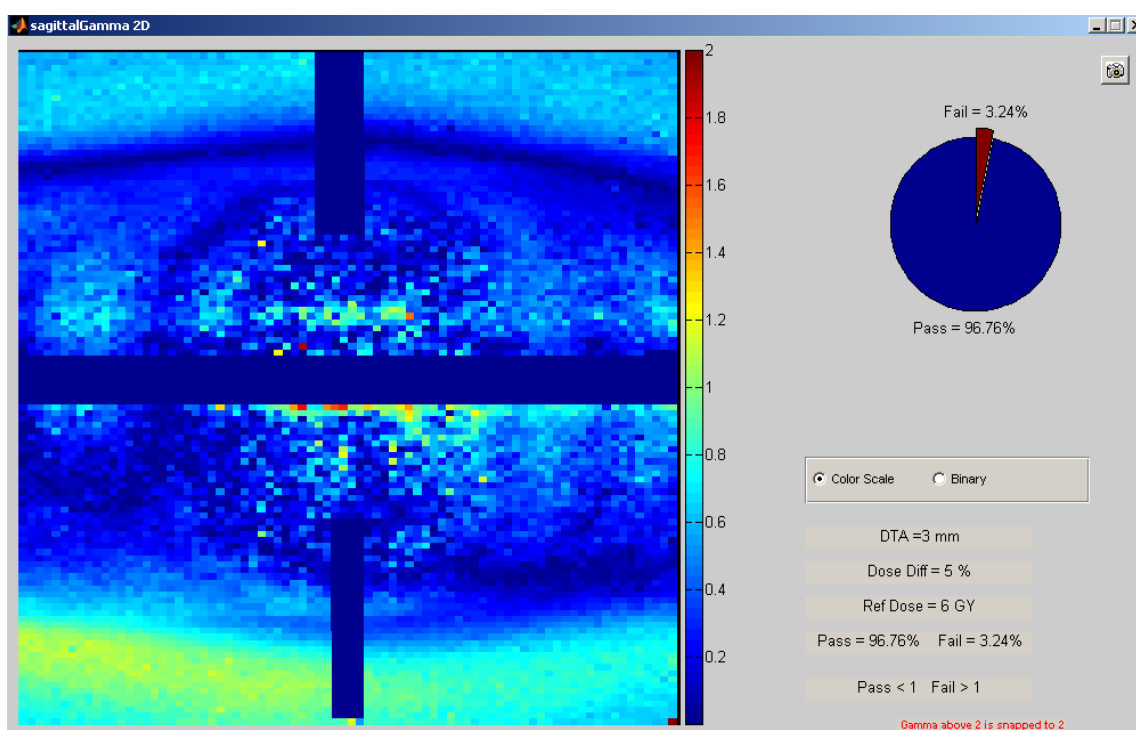 sagittalGamma 2D
2
1.8
1.6
1.4
1.2
1
0.8
0.6
0.4
0.2
Fail = 3.24%
Pass = 96.76%
Color Scale Binary
DTA =3 mm
Dose Diff = 5 %
Ref Dose = 6 GY
Pass = 96.76% Fail = 3.24%
Pass < 1 Fail > 1
Gamma above 2 is snapped to 2